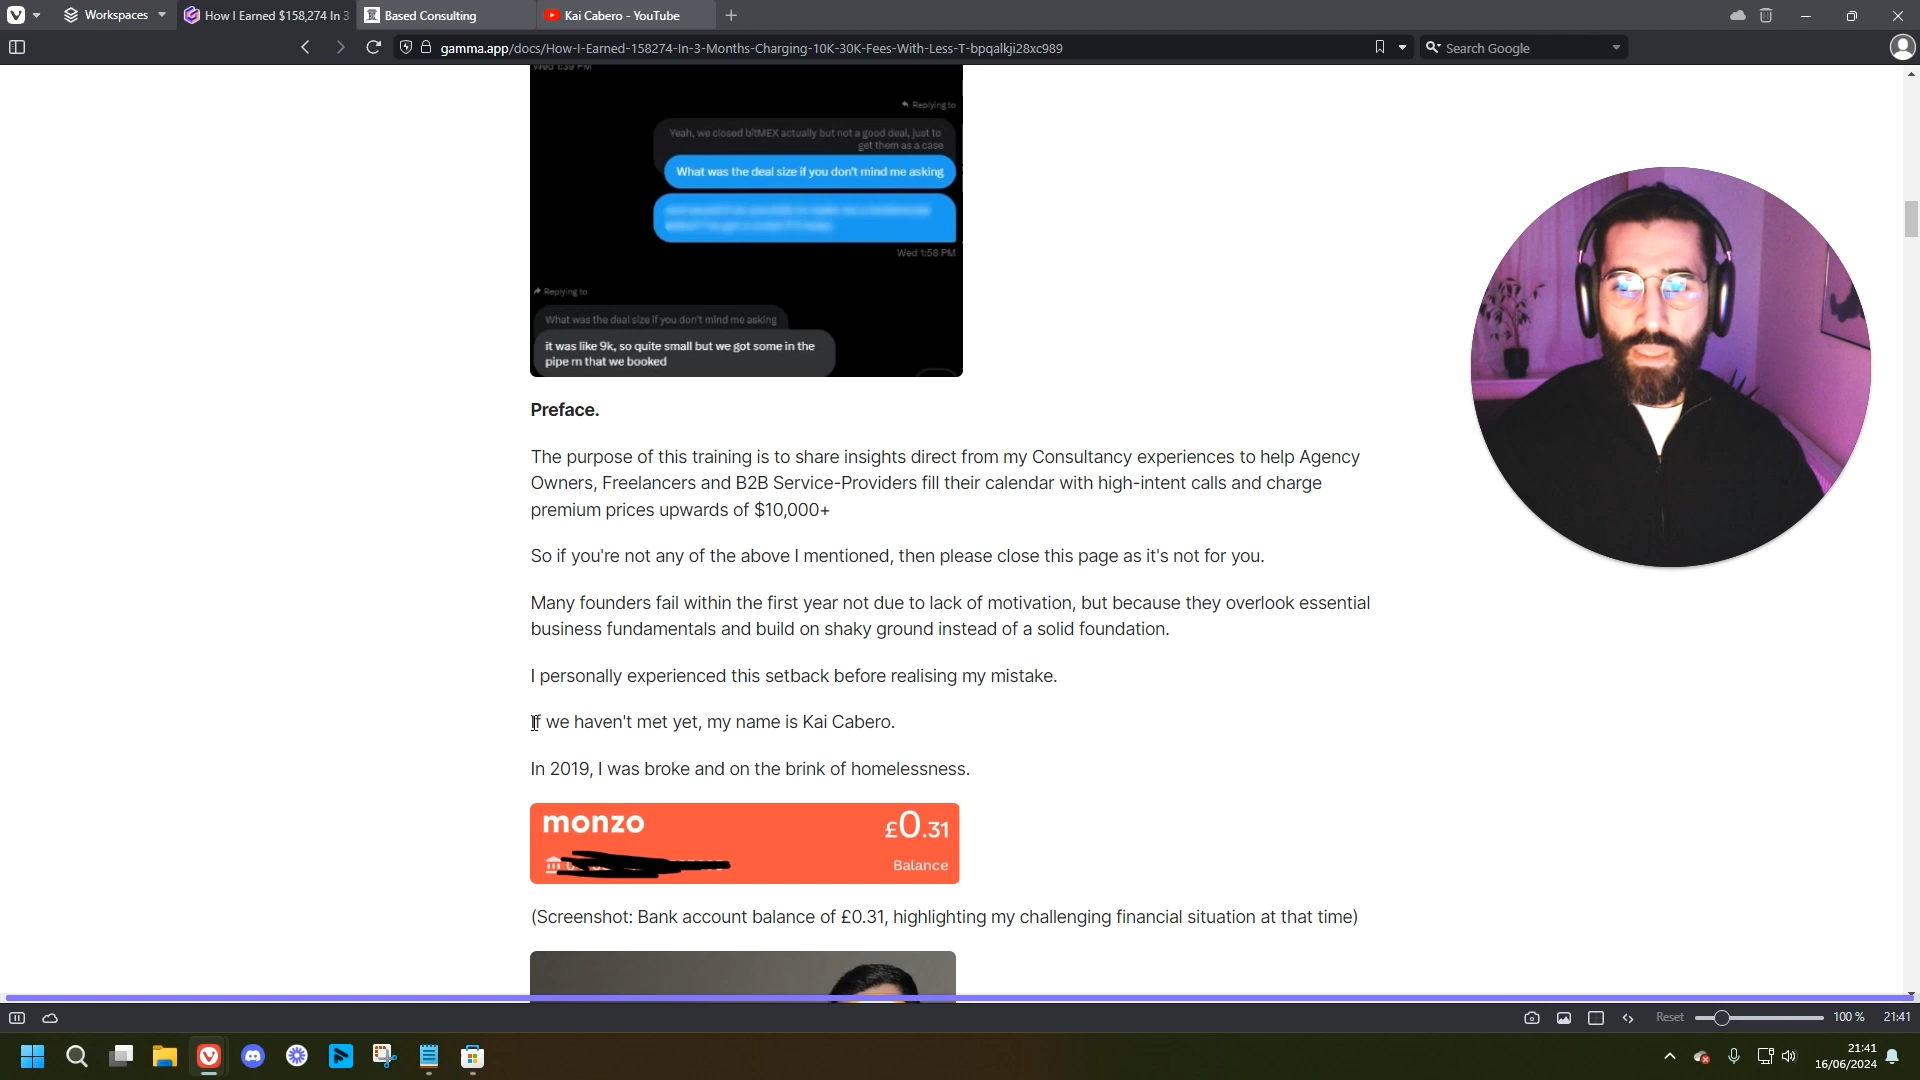 Workspaces
How I Earned $158,274 In 3
Based Consulting
Kai Cabero - YouTube
gamma.app/docs/How-I-Earned-158274-In-3-Months-Charging-10K-30K-Fees-With-Less-T-bpqalkji28xc989
Search Google
Wed 1:39 PM
Replying to
Yeah, we closed bitMEX actually but not a good deal, just to
get them as a case
What was the deal size if you don't mind me asking
Wed 1:58 PM
Replying to
What was the deal size if you don't mind me asking
it was like 9k, so quite small but we got some in the
pipe rn that we booked
Preface.
The purpose of this training is to share insights direct from my Consultancy experiences to help Agency
Owners, Freelancers and B2B Service-Providers fill their calendar with high-intent calls and charge
premium prices upwards of $10,000+
So if you're not any of the above I mentioned, then please close this page as it's not for you.
Many founders fail within the first year not due to lack of motivation, but because they overlook essential
business fundamentals and build on shaky ground instead of a solid foundation.
I personally experienced this setback before realising my mistake.
If we haven't met yet, my name is Kai Cabero.
In 2019, I was broke and on the brink of homelessness.
monzo
£0.31
Balance
(Screenshot: Bank account balance of £0.31, highlighting my challenging financial situation at that time)
Reset
100 %
21:41
21:41
16/06/2024